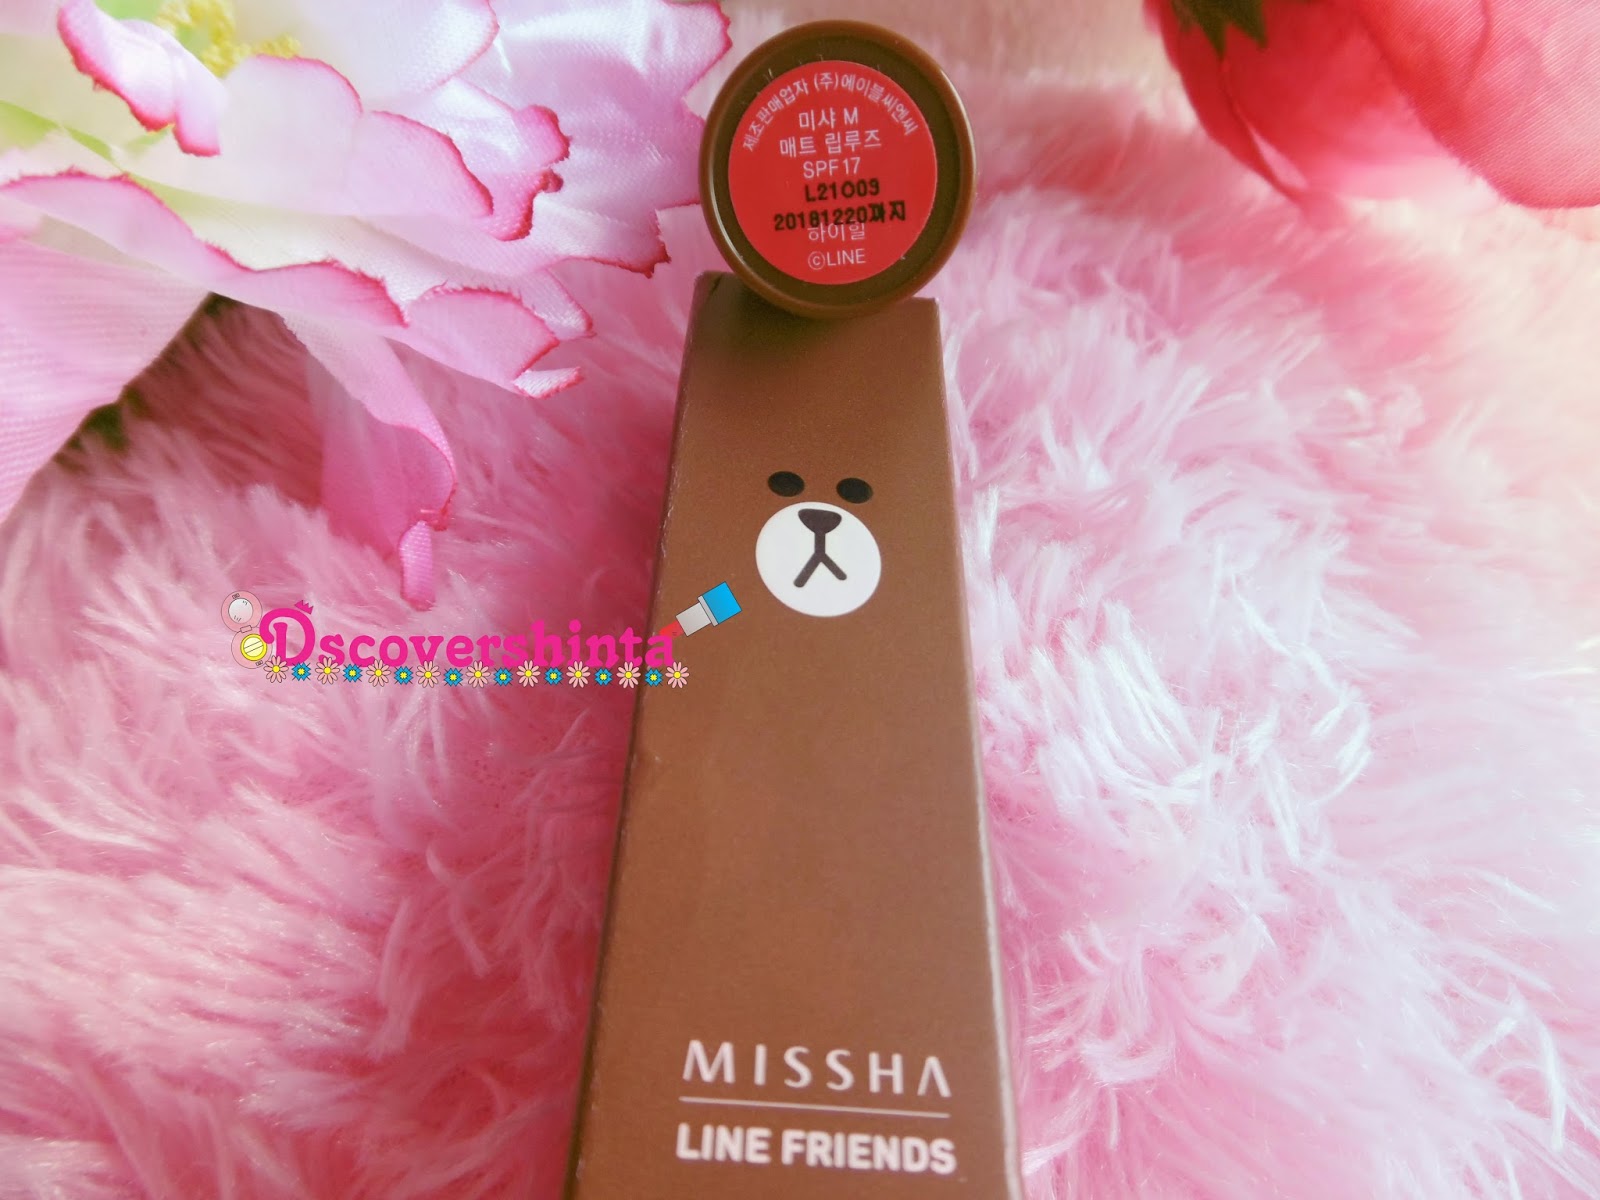 제조판매업자 (주)에이블씨엔씨
미샤 M
매트 립루즈
SPF 17
L21003
20181220까지
하이힐
©LINE
Dscovershinta
MISSHA
LINE FRIENDS